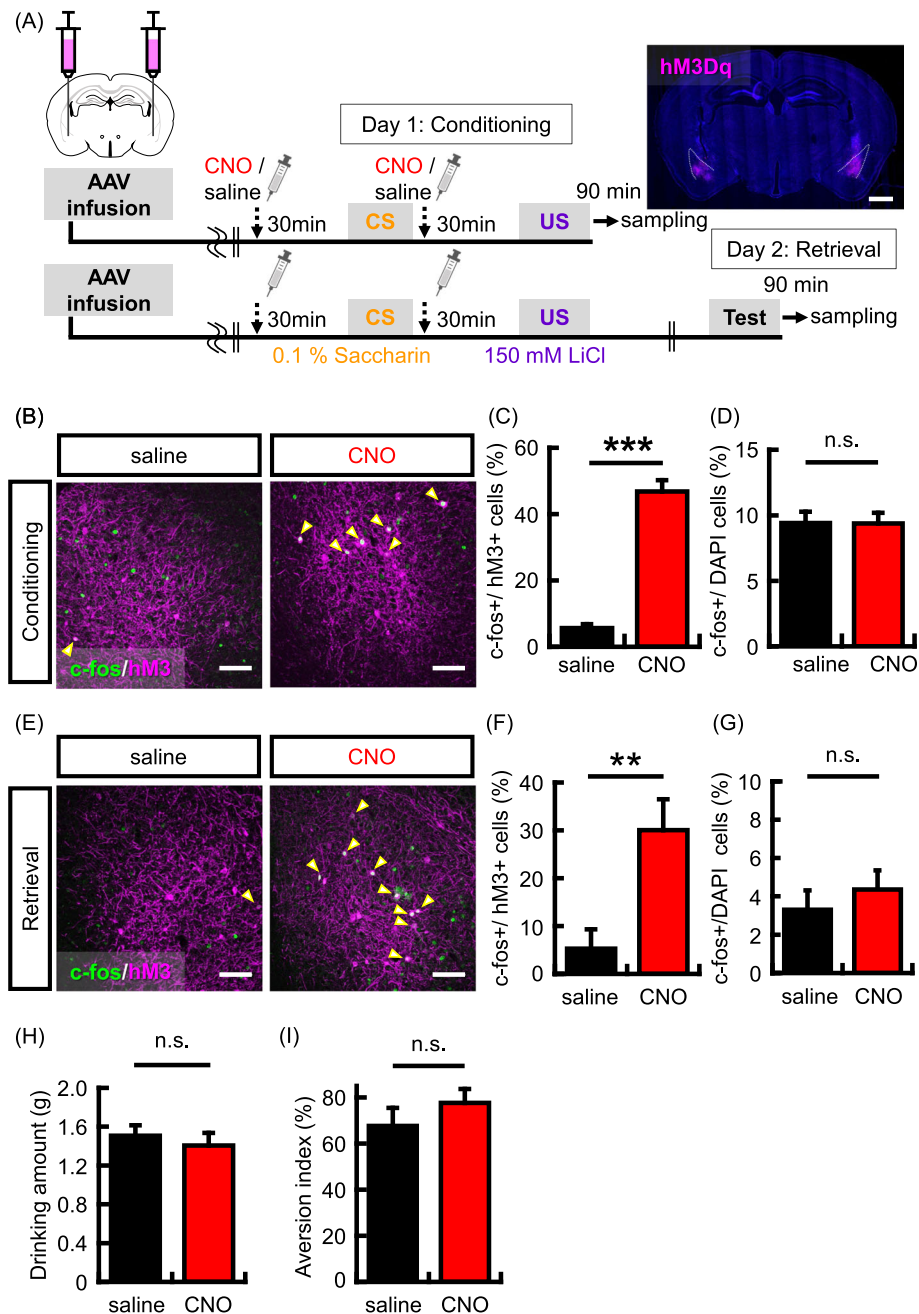 (A)
hM3Dq
Day 1: Conditioning
CNO /
saline
CNO /
saline
90 min
AAV
infusion
30min
CS
30min
US
sampling
Day 2: Retrieval
90 min
AAV
infusion
30min
CS
30min
US
Test
sampling
0.1 % Saccharin
150 mM LiCl
(B)
saline
CNO
Conditioning
c-fos/hM3
(C)
c-fos+/ hM3+ cells (%)
60
40
20
0
***
saline
CNO
(D)
c-fos+/ DAPI cells (%)
15
10
5
0
n.s.
saline
CNO
(E)
saline
CNO
Retrieval
c-fos/hM3
(F)
c-fos+/ hM3+ cells (%)
40
30
20
10
0
**
saline
CNO
(G)
c-fos+/DAPI cells (%)
10
8
6
4
2
0
n.s.
saline
CNO
(H)
Drinking amount (g)
2.0
1.6
1.2
0.8
0.4
0
n.s.
saline
CNO
(I)
Aversion index (%)
80
60
40
20
0
n.s.
saline
CNO